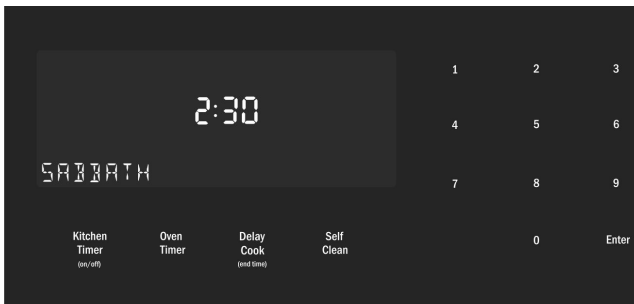 2:30
SABBATH
1 2 3
4 5 6
7 8 9
0 Enter
Kitchen Timer (on/off)
Oven Timer
Delay Cook (end time)
Self Clean